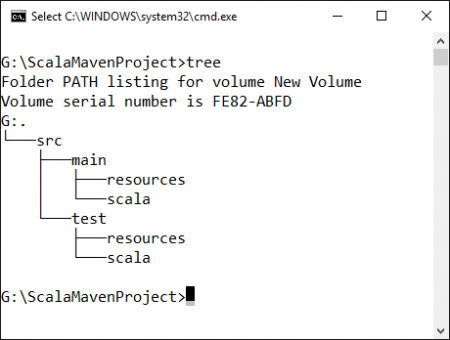 Select C:\WINDOWS\system32\cmd.exe
G:\ScalaMavenProject>tree
Folder PATH listing for volume New Volume
Volume serial number is FE82-ABFD
G:.
└───src
    ├───main
    │   ├───resources
    │   └───scala
    └───test
        ├───resources
        └───scala
G:\ScalaMavenProject>